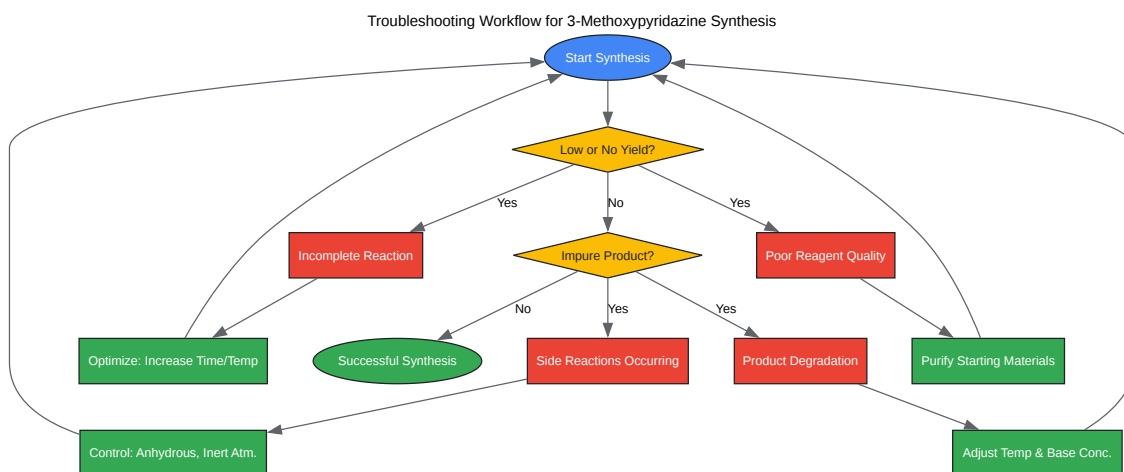 Troubleshooting Workflow for 3-Methoxypyridazine Synthesis
Start Synthesis
Low or No Yield?
Yes
No
Yes
Incomplete Reaction
Impure Product?
Poor Reagent Quality
No
Yes
Yes
Optimize: Increase Time/Temp
Successful Synthesis
Side Reactions Occurring
Product Degradation
Purify Starting Materials
Control: Anhydrous, Inert Atm.
Adjust Temp & Base Conc.